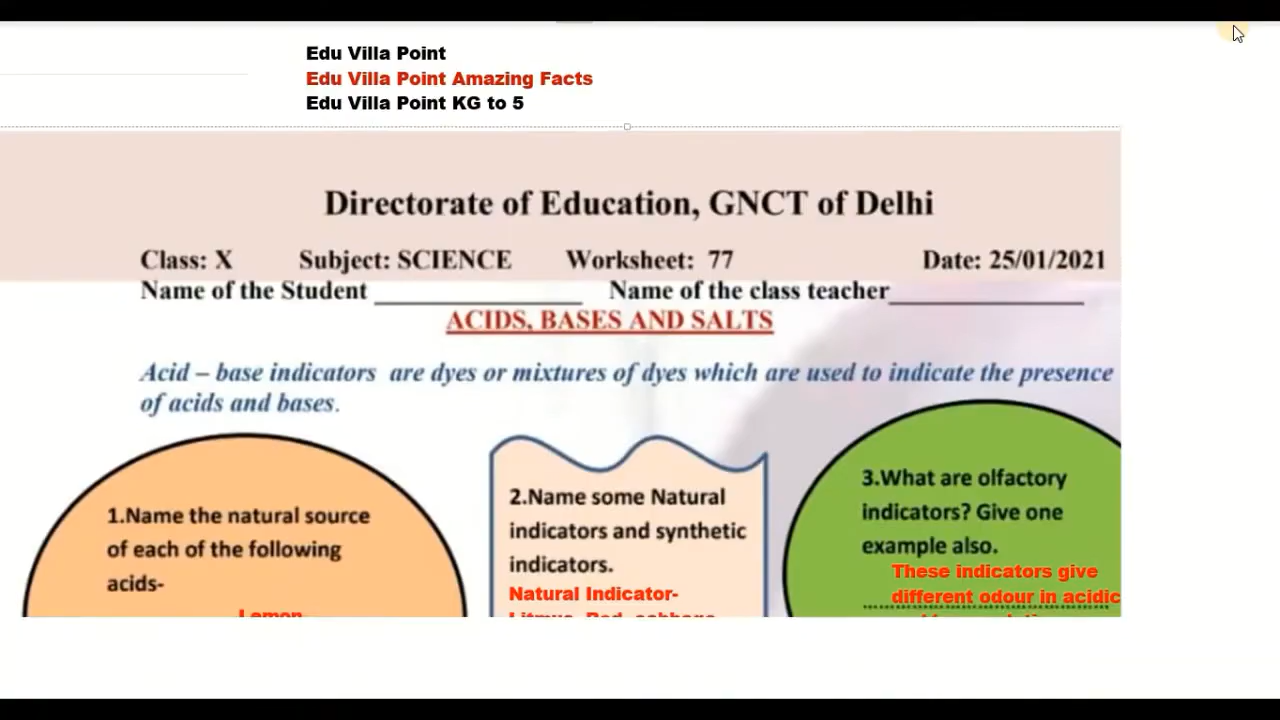 Edu Villa Point
Edu Villa Point Amazing Facts
Edu Villa Point KG to 5
Directorate of Education, GNCT of Delhi
Class: X Subject: SCIENCE Worksheet: 77 Date: 25/01/2021
Name of the Student Name of the class teacher
ACIDS, BASES AND SALTS
Acid – base indicators are dyes or mixtures of dyes which are used to indicate the presence
of acids and bases.
1.Name the natural source
of each of the following
acids-
Lemon
2.Name some Natural
indicators and synthetic
indicators.
Natural Indicator-
Litmus, Red cabbage
3.What are olfactory
indicators? Give one
example also.
These indicators give
different odour in acidic